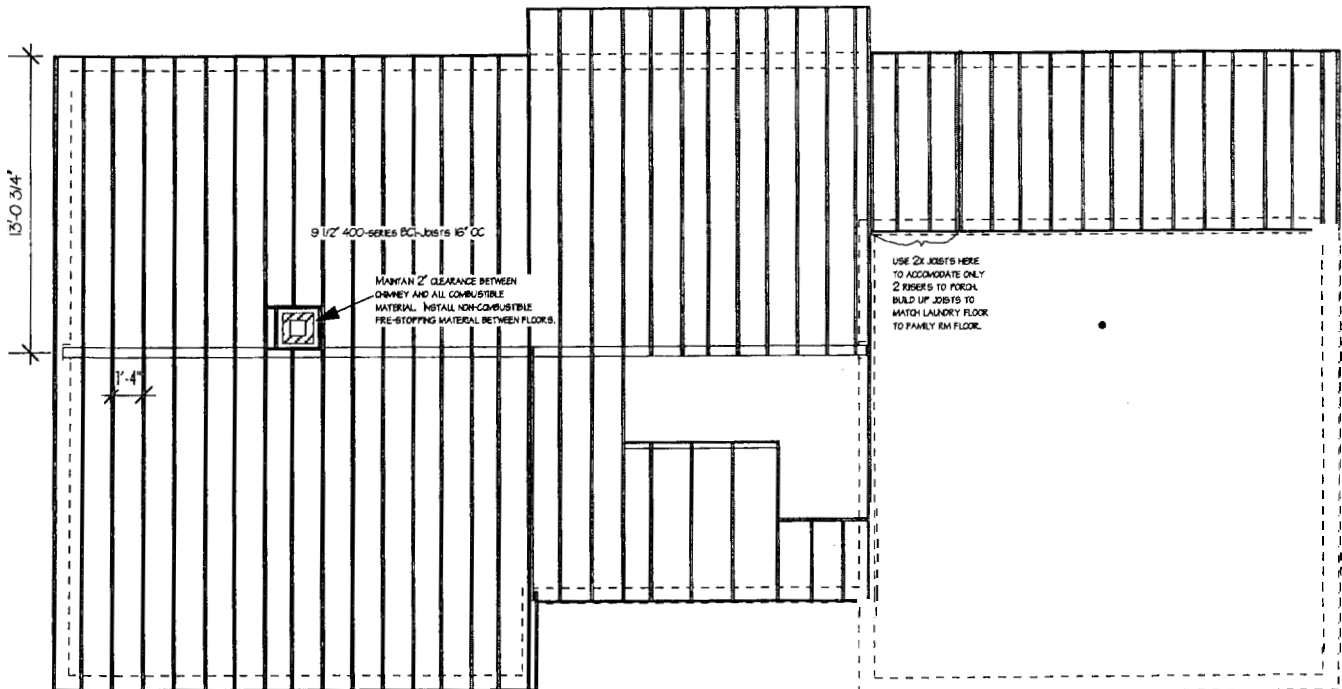 13'-0 3/4"
9 1/2" 400-SERIES BCI-JOISTS 16" OC
MAINTAN 2" CLEARANCE BETWEEN
CHIMNEY AND ALL COMBUSTIBLE
MATERIAL. INSTALL NON-COMBUSTIBLE
FIRE-STOPPING MATERIAL BETWEEN FLOORS.
1'-4"
USE 2X JOISTS HERE
TO ACCOMODATE ONLY
2 RISERS TO PORCH.
BUILD UP JOISTS TO
MATCH LAUNDRY FLOOR
TO FAMILY RM FLOOR.